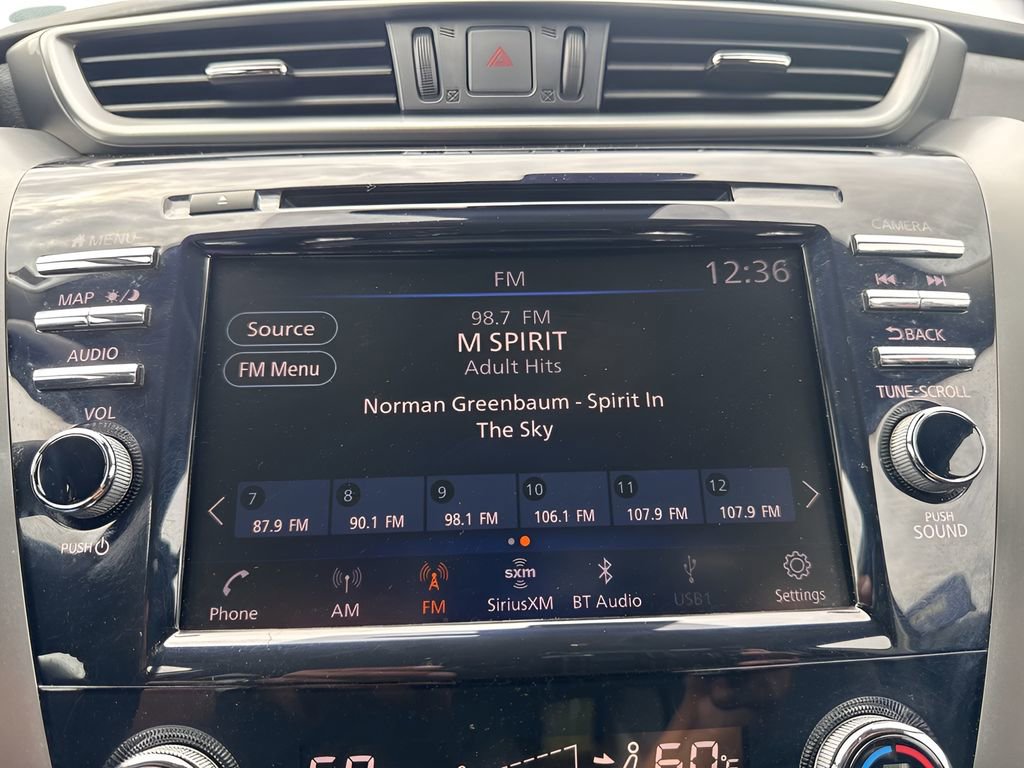 MENU
CAMERA
FM
12:36
MAP
AUDIO
BACK
VOL
TUNE·SCROLL
Source
FM Menu
98.7 FM
M SPIRIT
Adult Hits
Norman Greenbaum - Spirit In
The Sky
7 8 9 10 11 12
87.9 FM 90.1 FM 98.1 FM 106.1 FM 107.9 FM 107.9 FM
PUSH
PUSH
SOUND
sxm
Phone AM FM SiriusXM BT Audio USB1 Settings
60 60°F